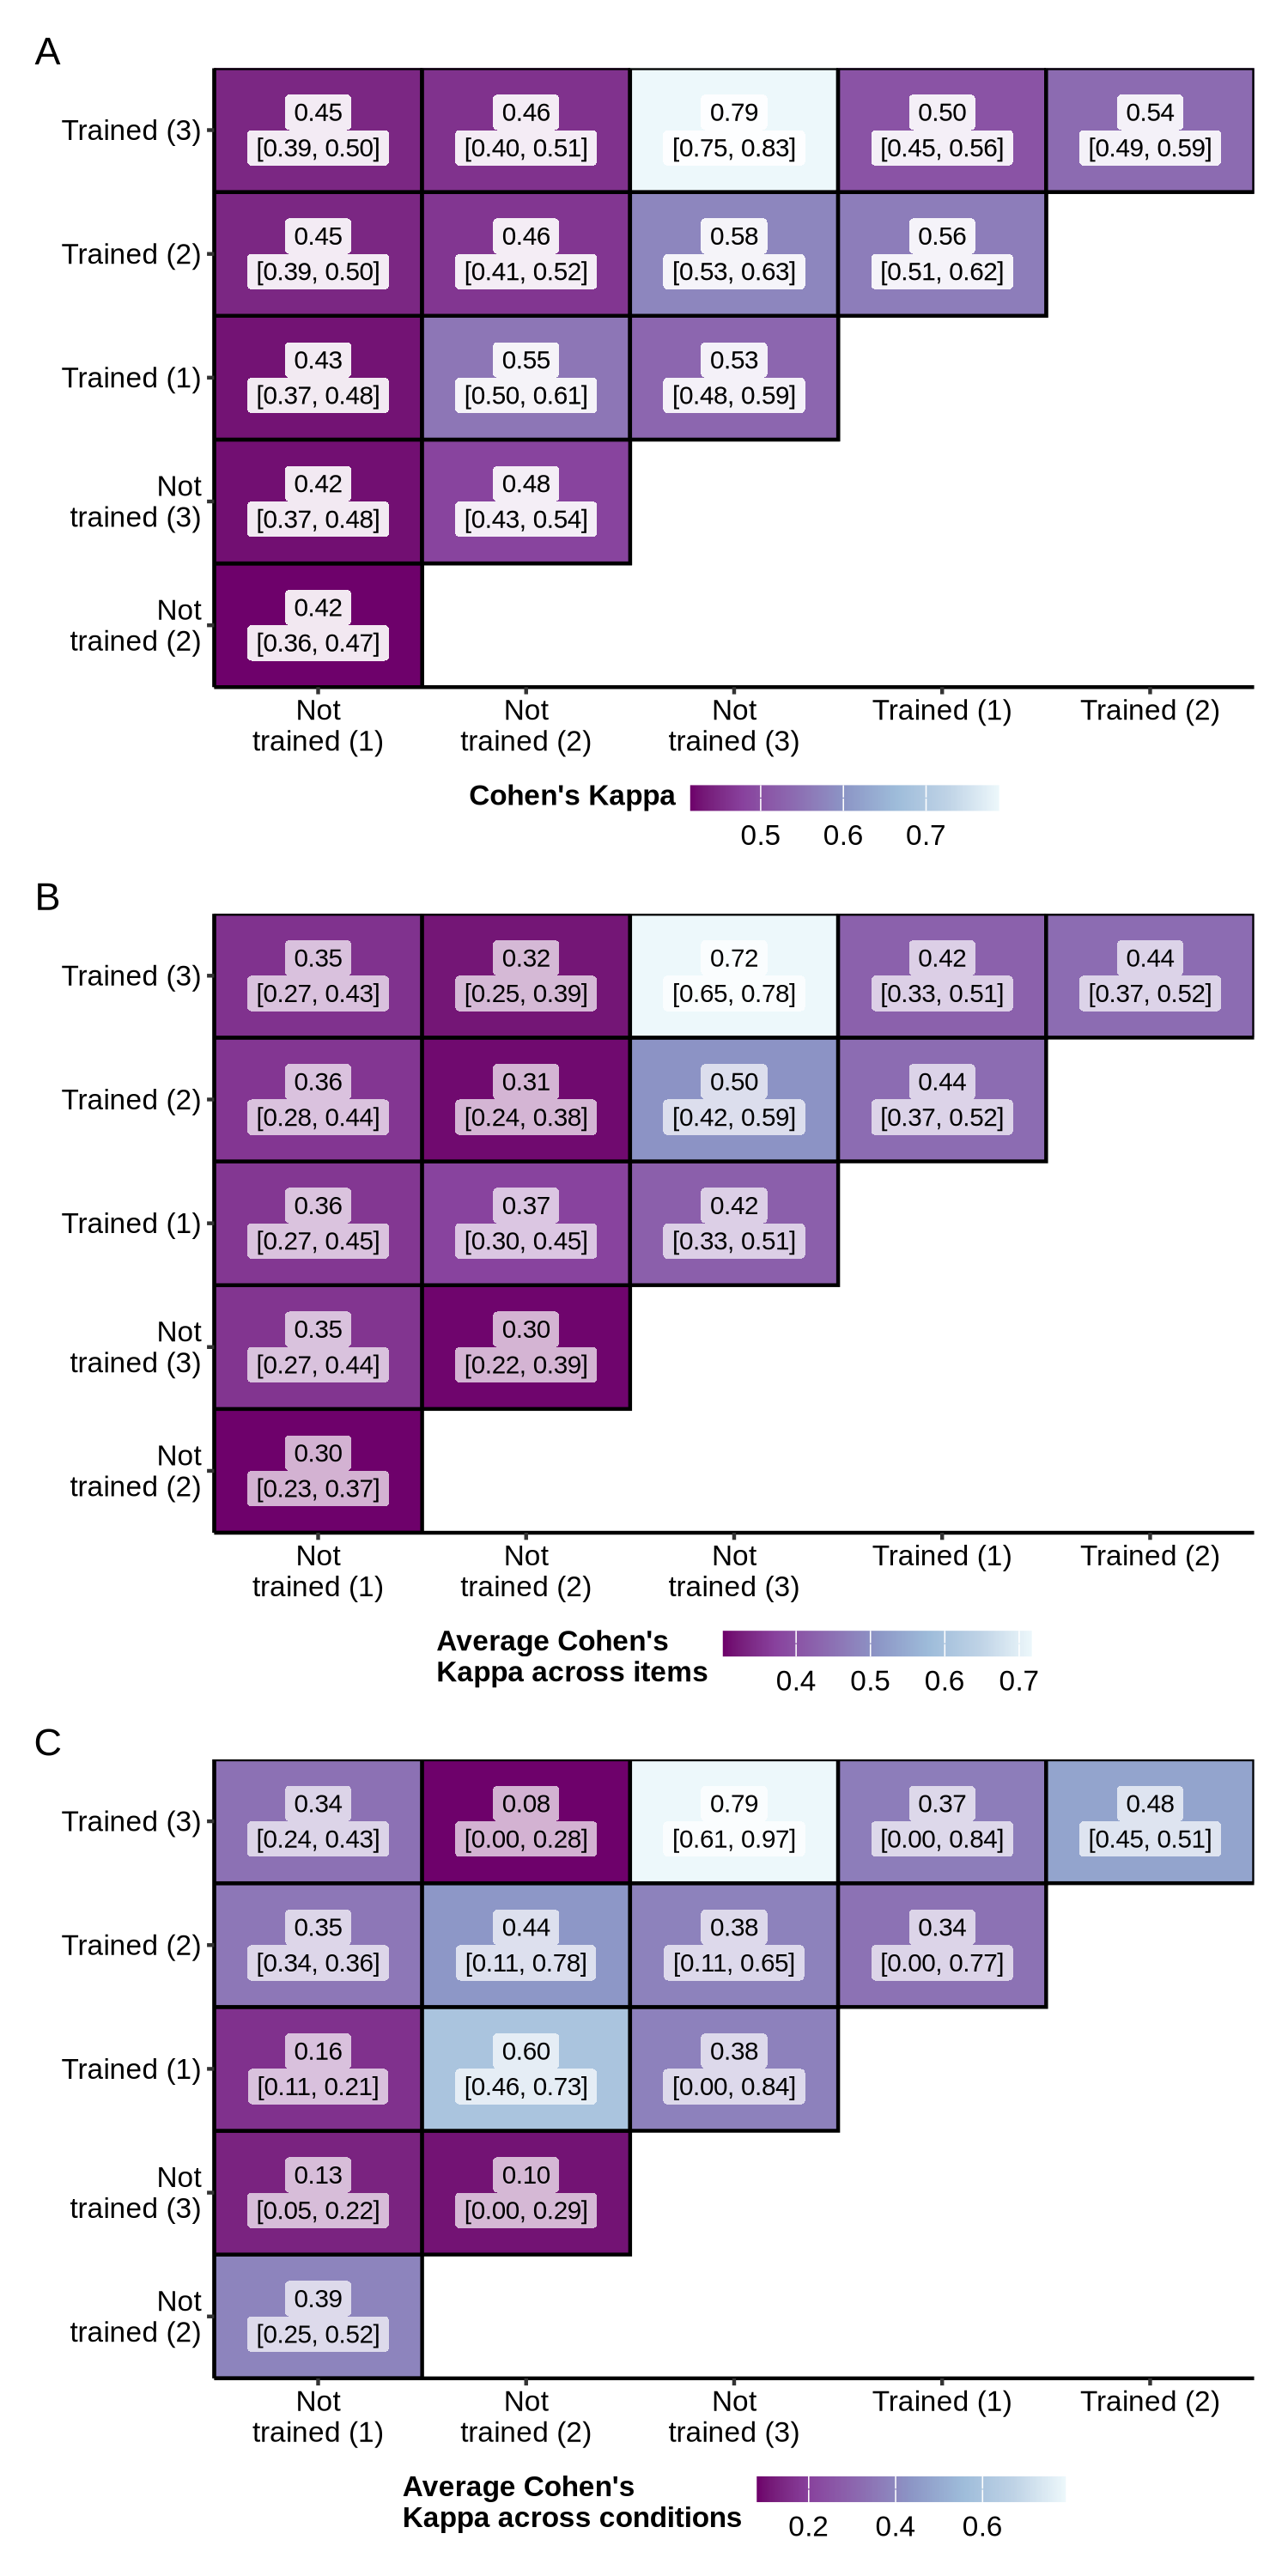 A
Trained (3)
0.45
[0.39, 0.50]
0.46
[0.40, 0.51]
0.79
[0.75, 0.83]
0.50
[0.45, 0.56]
0.54
[0.49, 0.59]
Trained (2)
0.45
[0.39, 0.50]
0.46
[0.41, 0.52]
0.58
[0.53, 0.63]
0.56
[0.51, 0.62]
Trained (1)
0.43
[0.37, 0.48]
0.55
[0.50, 0.61]
0.53
[0.48, 0.59]
Not
trained (3)
0.42
[0.37, 0.48]
0.48
[0.43, 0.54]
Not
trained (2)
0.42
[0.36, 0.47]
Not
trained (1)
Not
trained (2)
Not
trained (3)
Trained (1)
Trained (2)
Cohen's Kappa
0.5
0.6
0.7
B
Trained (3)
0.35
[0.27, 0.43]
0.32
[0.25, 0.39]
0.72
[0.65, 0.78]
0.42
[0.33, 0.51]
0.44
[0.37, 0.52]
Trained (2)
0.36
[0.28, 0.44]
0.31
[0.24, 0.38]
0.50
[0.42, 0.59]
0.44
[0.37, 0.52]
Trained (1)
0.36
[0.27, 0.45]
0.37
[0.30, 0.45]
0.42
[0.33, 0.51]
Not
trained (3)
0.35
[0.27, 0.44]
0.30
[0.22, 0.39]
Not
trained (2)
0.30
[0.23, 0.37]
Not
trained (1)
Not
trained (2)
Not
trained (3)
Trained (1)
Trained (2)
Average Cohen's
Kappa across items
0.4
0.5
0.6
0.7
C
Trained (3)
0.34
[0.24, 0.43]
0.08
[0.00, 0.28]
0.79
[0.61, 0.97]
0.37
[0.00, 0.84]
0.48
[0.45, 0.51]
Trained (2)
0.35
[0.34, 0.36]
0.44
[0.11, 0.78]
0.38
[0.11, 0.65]
0.34
[0.00, 0.77]
Trained (1)
0.16
[0.11, 0.21]
0.60
[0.46, 0.73]
0.38
[0.00, 0.84]
Not
trained (3)
0.13
[0.05, 0.22]
0.10
[0.00, 0.29]
Not
trained (2)
0.39
[0.25, 0.52]
Not
trained (1)
Not
trained (2)
Not
trained (3)
Trained (1)
Trained (2)
Average Cohen's
Kappa across conditions
0.2
0.4
0.6